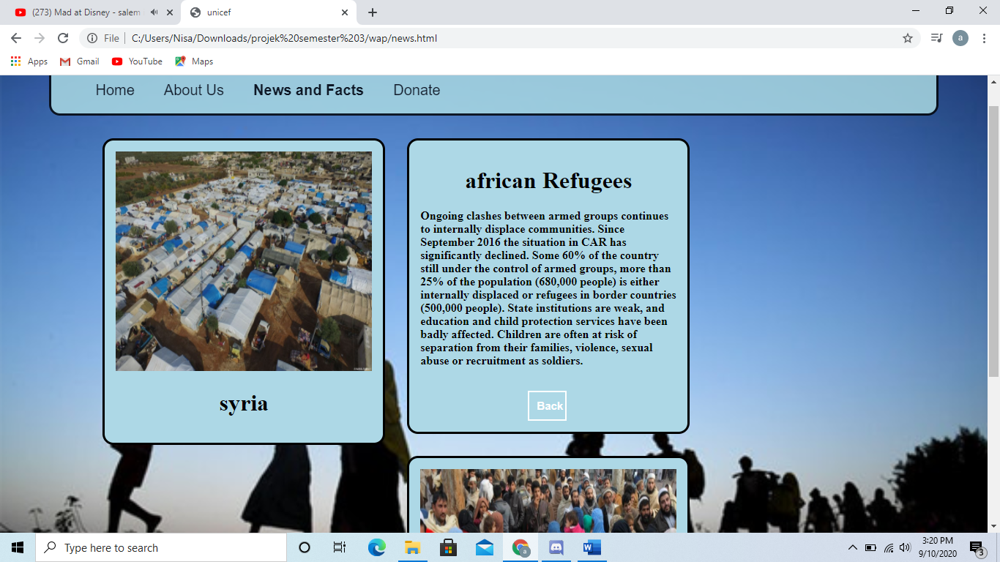 (273) Mad at Disney - salem
unicef
File
C:/Users/Nisa/Downloads/projek%20semester%203/wap/news.html
a
Apps
Gmail
YouTube
Maps
Home
About Us
News and Facts
Donate
syria
african Refugees
Ongoing clashes between armed groups continues
to internally displace communities. Since
September 2016 the situation in CAR has
significantly declined. Some 60% of the country
still under the control of armed groups, more than
25% of the population (680,000 people) is either
internally displaced or refugees in border countries
(500,000 people). State institutions are weak, and
education and child protection services have been
badly affected. Children are often at risk of
separation from their families, violence, sexual
abuse or recruitment as soldiers.
Back
Type here to search
a
W
3:20 PM
9/10/2020
3